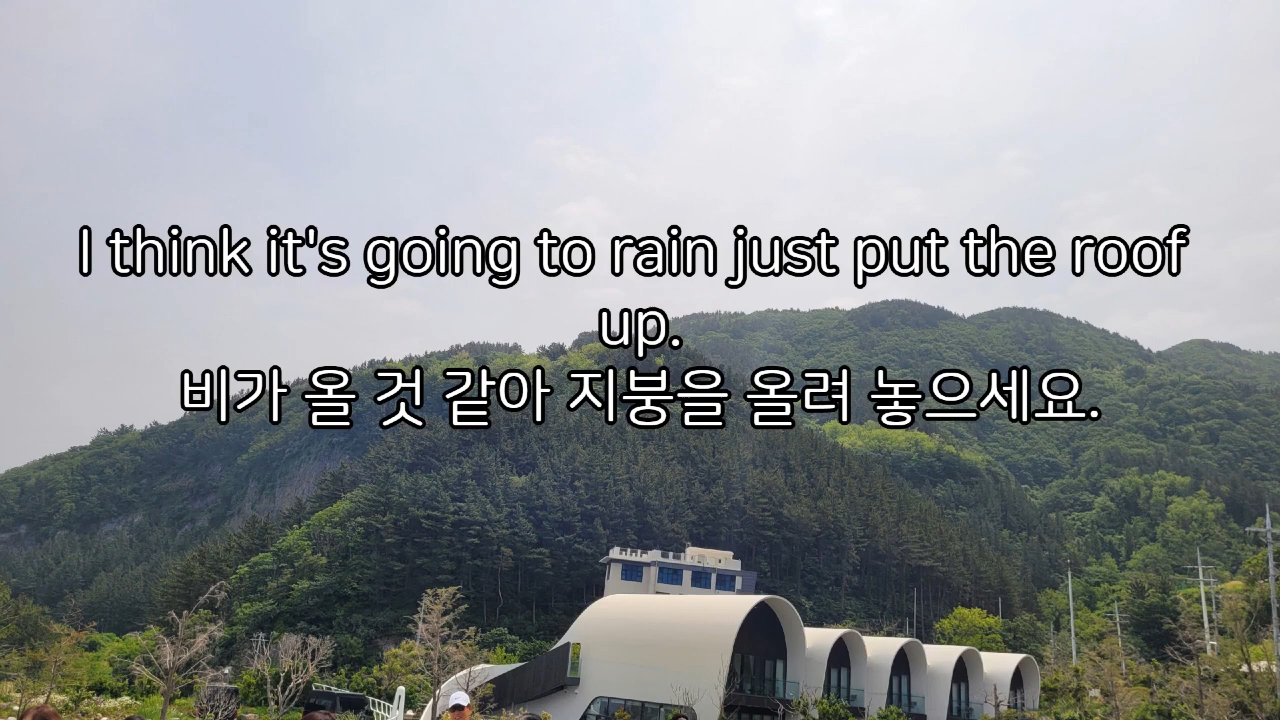 I think it's going to rain just put the roof
up.
비가 올 것 같아 지붕을 올려 놓으세요.